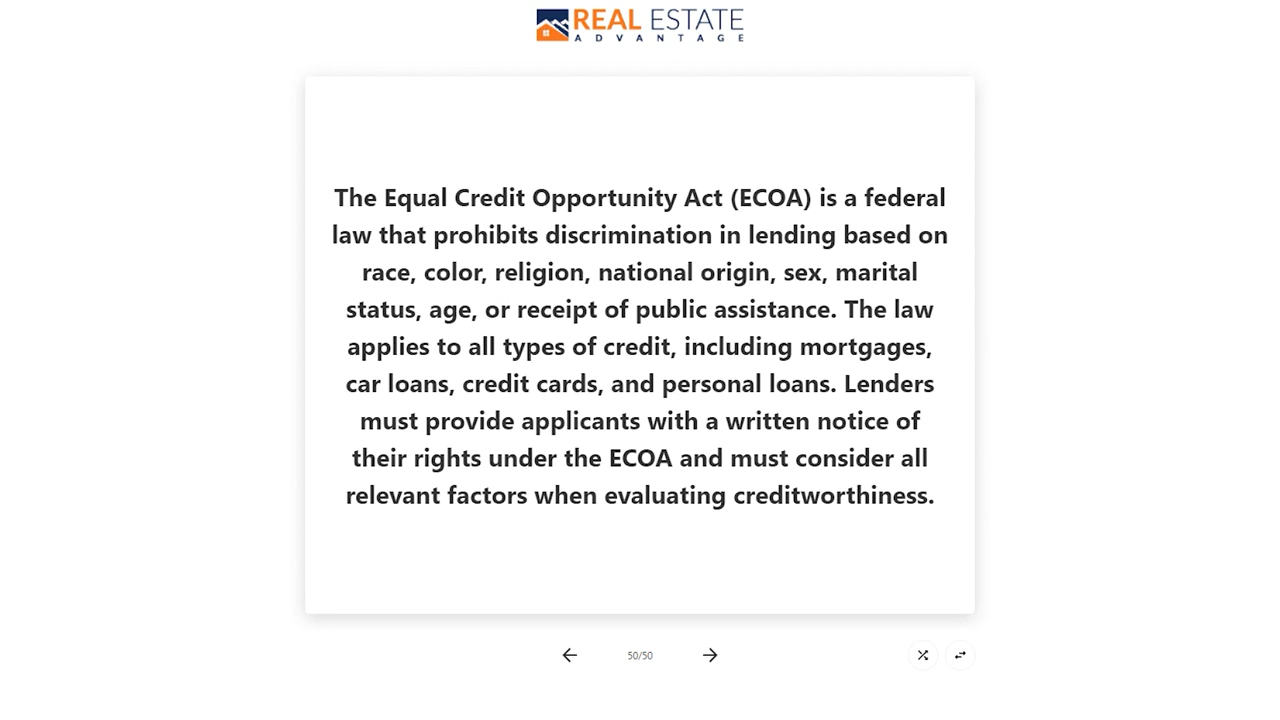 REAL ESTATE
ADVANTAGE
The Equal Credit Opportunity Act (ECOA) is a federal
law that prohibits discrimination in lending based on
race, color, religion, national origin, sex, marital
status, age, or receipt of public assistance. The law
applies to all types of credit, including mortgages,
car loans, credit cards, and personal loans. Lenders
must provide applicants with a written notice of
their rights under the ECOA and must consider all
relevant factors when evaluating creditworthiness.
50/50